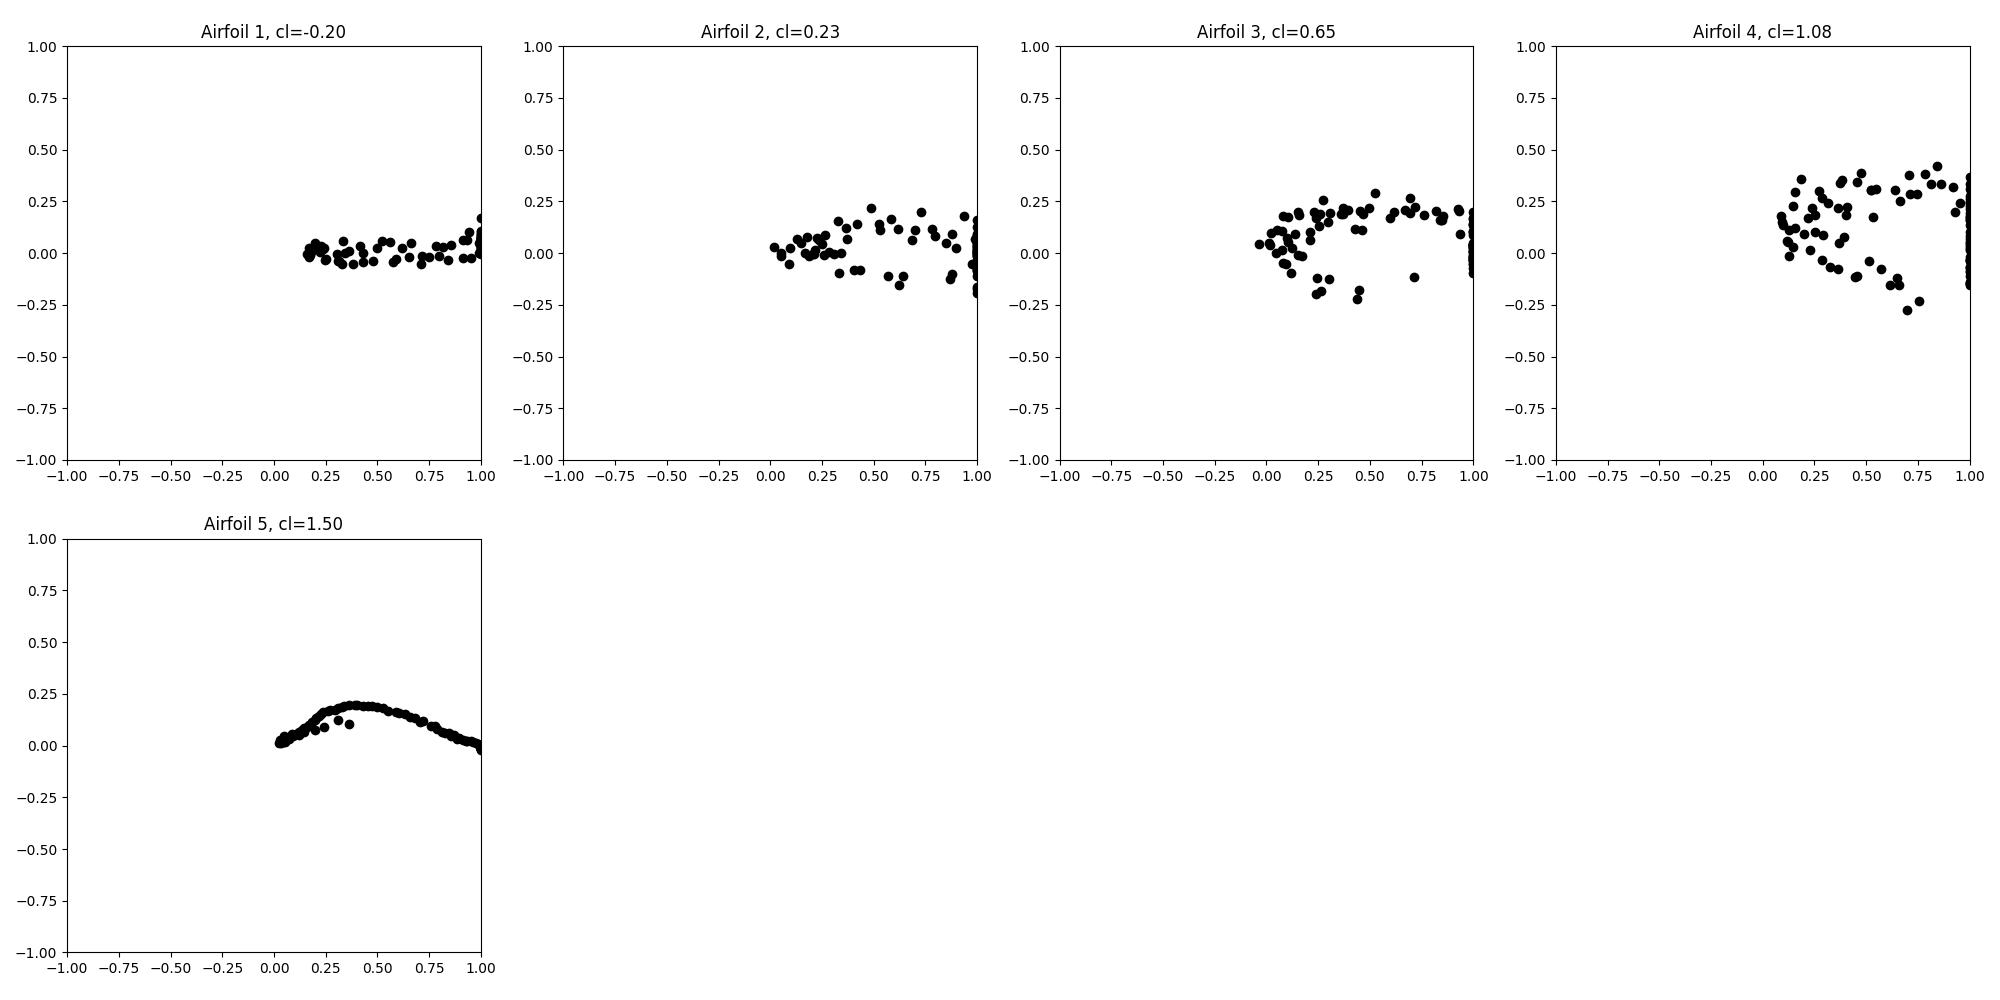 Airfoil 1, cl=-0.20
Airfoil 2, cl=0.23
Airfoil 3, cl=0.65
Airfoil 4, cl=1.08
1.00 1.00 1.00 1.00
0.75 0.75 0.75 0.75
0.50 0.50 0.50 0.50
0.25 0.25 0.25 0.25
0.00 0.00 0.00 0.00
−0.25 −0.25 −0.25 −0.25
−0.50 −0.50 −0.50 −0.50
−0.75 −0.75 −0.75 −0.75
−1.00 −1.00 −1.00 −1.00
−1.00 −0.75 −0.50 −0.25 0.00 0.25 0.50 0.75 1.00
−1.00 −0.75 −0.50 −0.25 0.00 0.25 0.50 0.75 1.00
−1.00 −0.75 −0.50 −0.25 0.00 0.25 0.50 0.75 1.00
−1.00 −0.75 −0.50 −0.25 0.00 0.25 0.50 0.75 1.00
Airfoil 5, cl=1.50
1.00
0.75
0.50
0.25
0.00
−0.25
−0.50
−0.75
−1.00
−1.00 −0.75 −0.50 −0.25 0.00 0.25 0.50 0.75 1.00